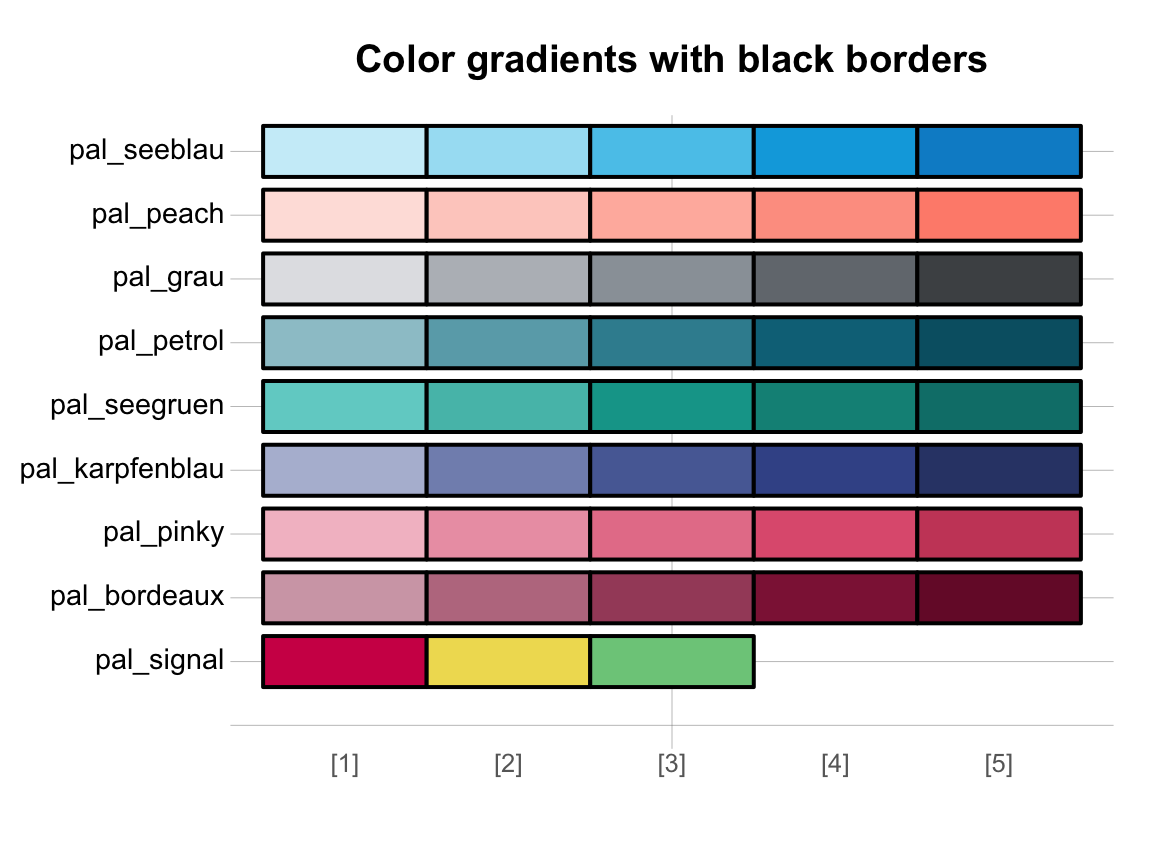 Color gradients with black borders
pal_seeblau
pal_peach
pal_grau
pal_petrol
pal_seegruen
pal_karpfenblau
pal_pinky
pal_bordeaux
pal_signal
[1] [2] [3] [4] [5]